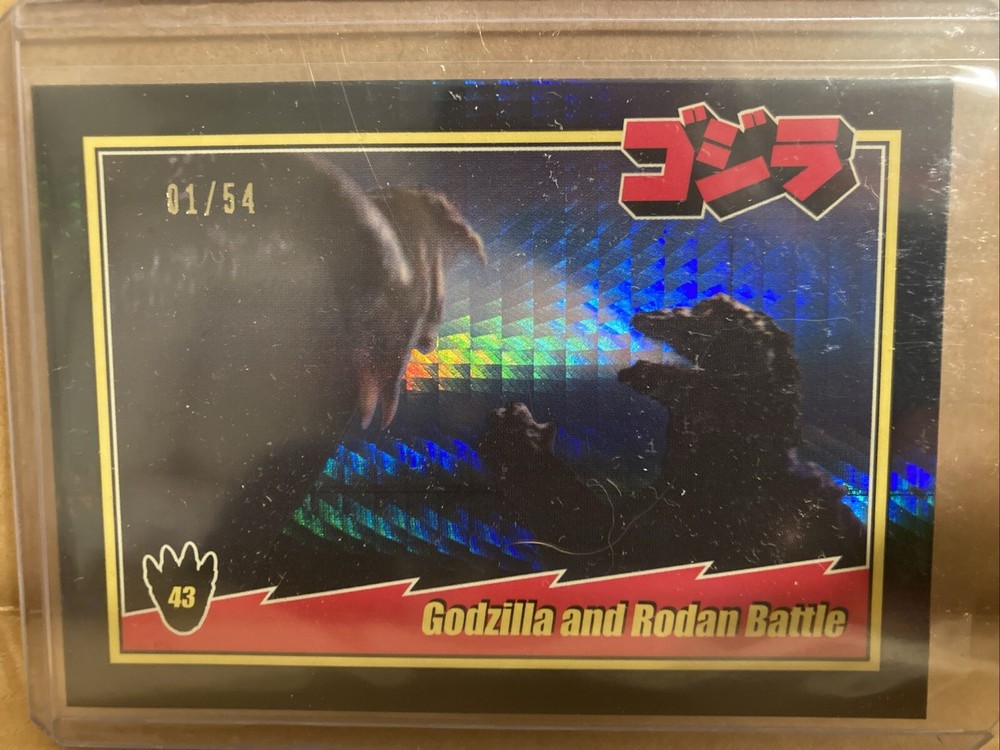 ゴジラ
01/54
43
Godzilla and Rodan Battle